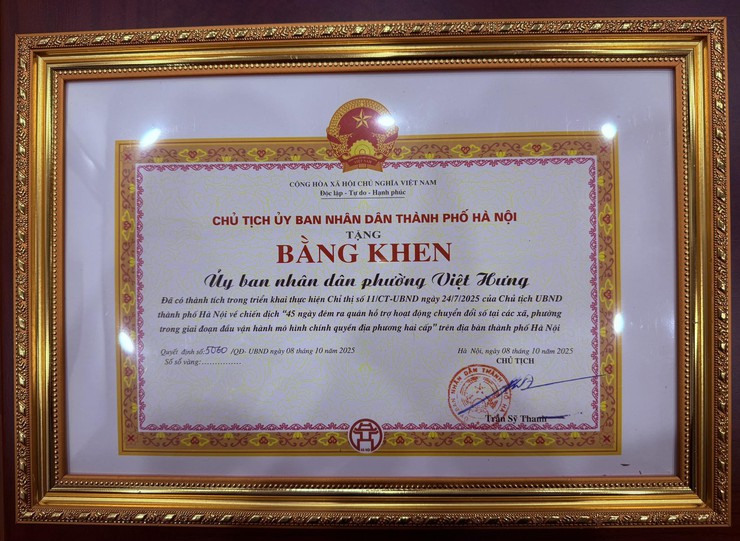 CỘNG HÒA XÃ HỘI CHỦ NGHĨA VIỆT NAM
Độc lập - Tự do - Hạnh phúc
CHỦ TỊCH ỦY BAN NHÂN DÂN THÀNH PHỐ HÀ NỘI
TẶNG
BẰNG KHEN
Ủy ban nhân dân phường Việt Hưng
Đã có thành tích trong triển khai thực hiện Chỉ thị số 11/CT-UBND ngày 24/7/2025 của Chủ tịch UBND
thành phố Hà Nội về chiến dịch "45 ngày đêm ra quân hỗ trợ hoạt động chuyển đổi số tại các xã, phường
trong giai đoạn đầu vận hành mô hình chính quyền địa phương hai cấp" trên địa bàn thành phố Hà Nội
Quyết định số: 5060 /QĐ- UBND ngày 08 tháng 10 năm 2025
Số sổ vàng:...............
Hà Nội, ngày 08 tháng 10 năm 2025
CHỦ TỊCH
BAN NHÂN DÂN THÀNH PHỐ
Trần Sỹ Thanh